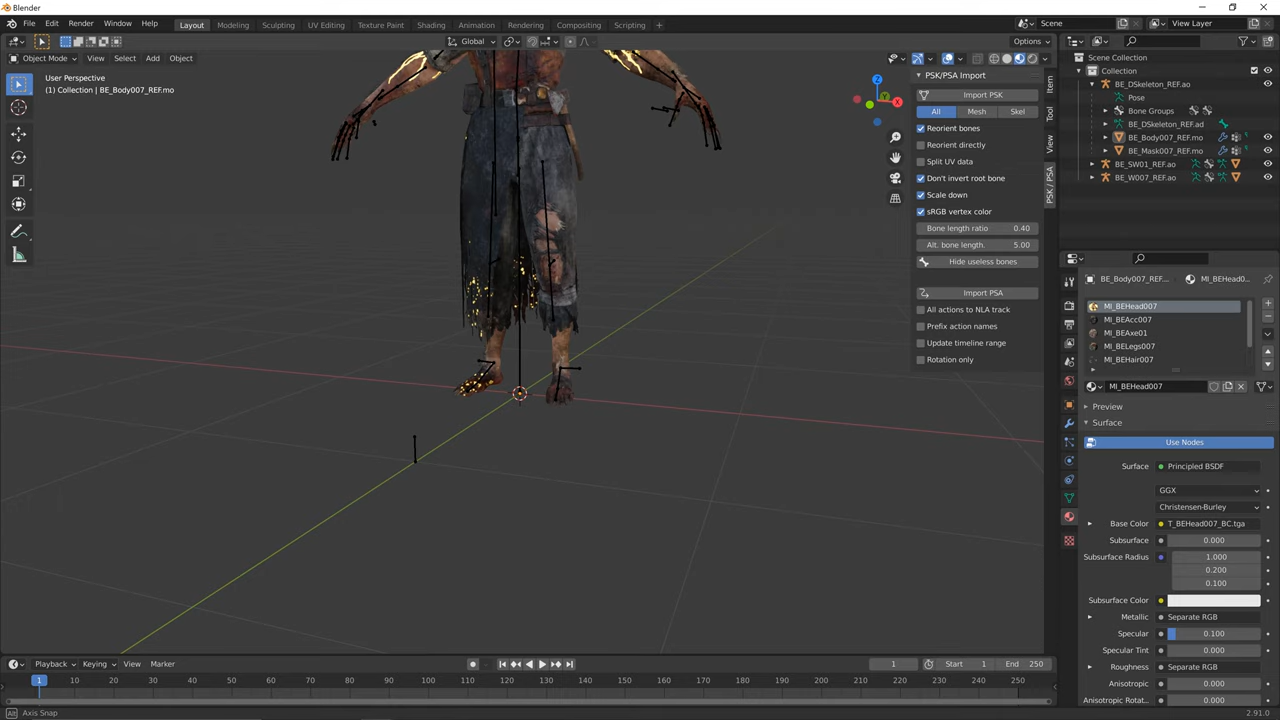 Blender
File Edit Render Window Help Layout Modeling Sculpting UV Editing Texture Paint Shading Animation Rendering Compositing Scripting + Scene View Layer
Global Options
Object Mode View Select Add Object
User Perspective
(1) Collection | BE_Body007_REF.mo
X
Y
Z
PSK/PSA Import
Import PSK
All Mesh Skel
Reorient bones
Reorient directly
Split UV data
Don't invert root bone
Scale down
sRGB vertex color
Bone length ratio 0.40
Alt. bone length. 5.00
Hide useless bones
Import PSA
All actions to NLA track
Prefix action names
Update timeline range
Rotation only
Item
Tool
View
PSK / PSA
Scene Collection
Collection
BE_DSkeleton_REF.ao
Pose
Bone Groups
BE_DSkeleton_REF.ad
BE_Body007_REF.mo
BE_Mask007_REF.mo
BE_SW01_REF.ao
BE_W007_REF.ao
BE_Body007_REF... MI_BEHead0...
MI_BEHead007
MI_BEAcc007
MI_BEAxe01
MI_BELegs007
MI_BEHair007
MI_BEHead007
Preview
Surface
Use Nodes
Surface Principled BSDF
GGX
Christensen-Burley
Base Color T_BEHead007_BC.tga
Subsurface 0.000
Subsurface Radius 1.000
0.200
0.100
Subsurface Color
Metallic Separate RGB
Specular 0.100
Specular Tint 0.000
Roughness Separate RGB
Anisotropic 0.000
Anisotropic Rotat... 0.000
Playback Keying View Marker 1 Start 1 End 250
1 10 20 30 40 50 60 70 80 90 100 110 120 130 140 150 160 170 180 190 200 210 220 230 240 250
Axis Snap 2.91.0